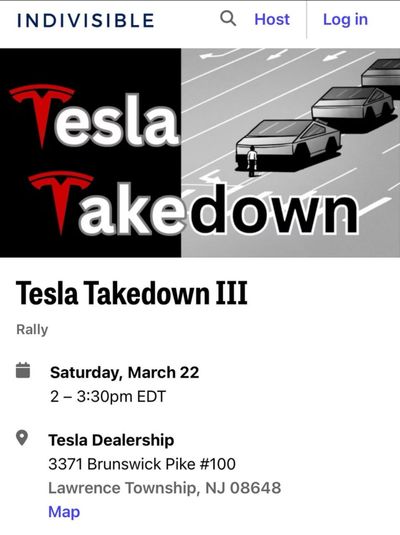 INDIVISIBLE Host Log in
Tesla
Takedown
Tesla Takedown III
Rally
Saturday, March 22
2 – 3:30pm EDT
Tesla Dealership
3371 Brunswick Pike #100
Lawrence Township, NJ 08648
Map